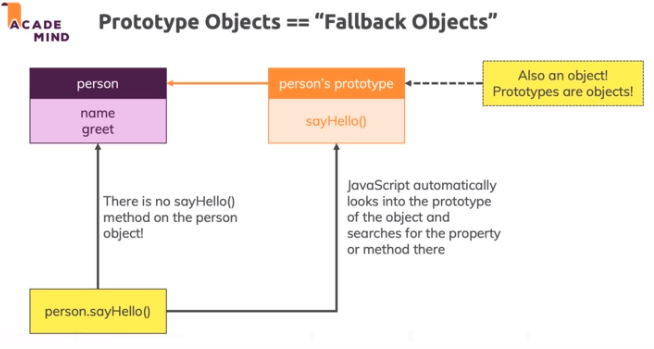 ACADE
MIND
Prototype Objects == “Fallback Objects”
person
name
greet
person's prototype
sayHello()
Also an object!
Prototypes are objects!
There is no sayHello()
method on the person
object!
JavaScript automatically
looks into the prototype
of the object and
searches for the property
or method there
person.sayHello()